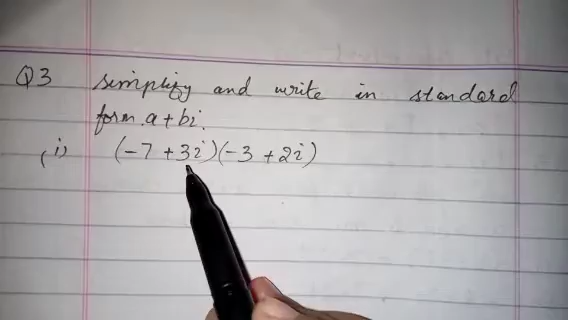 Q3 simplify and write in standard
form a+bi.
(i) (-7 +3i)(-3 +2i)